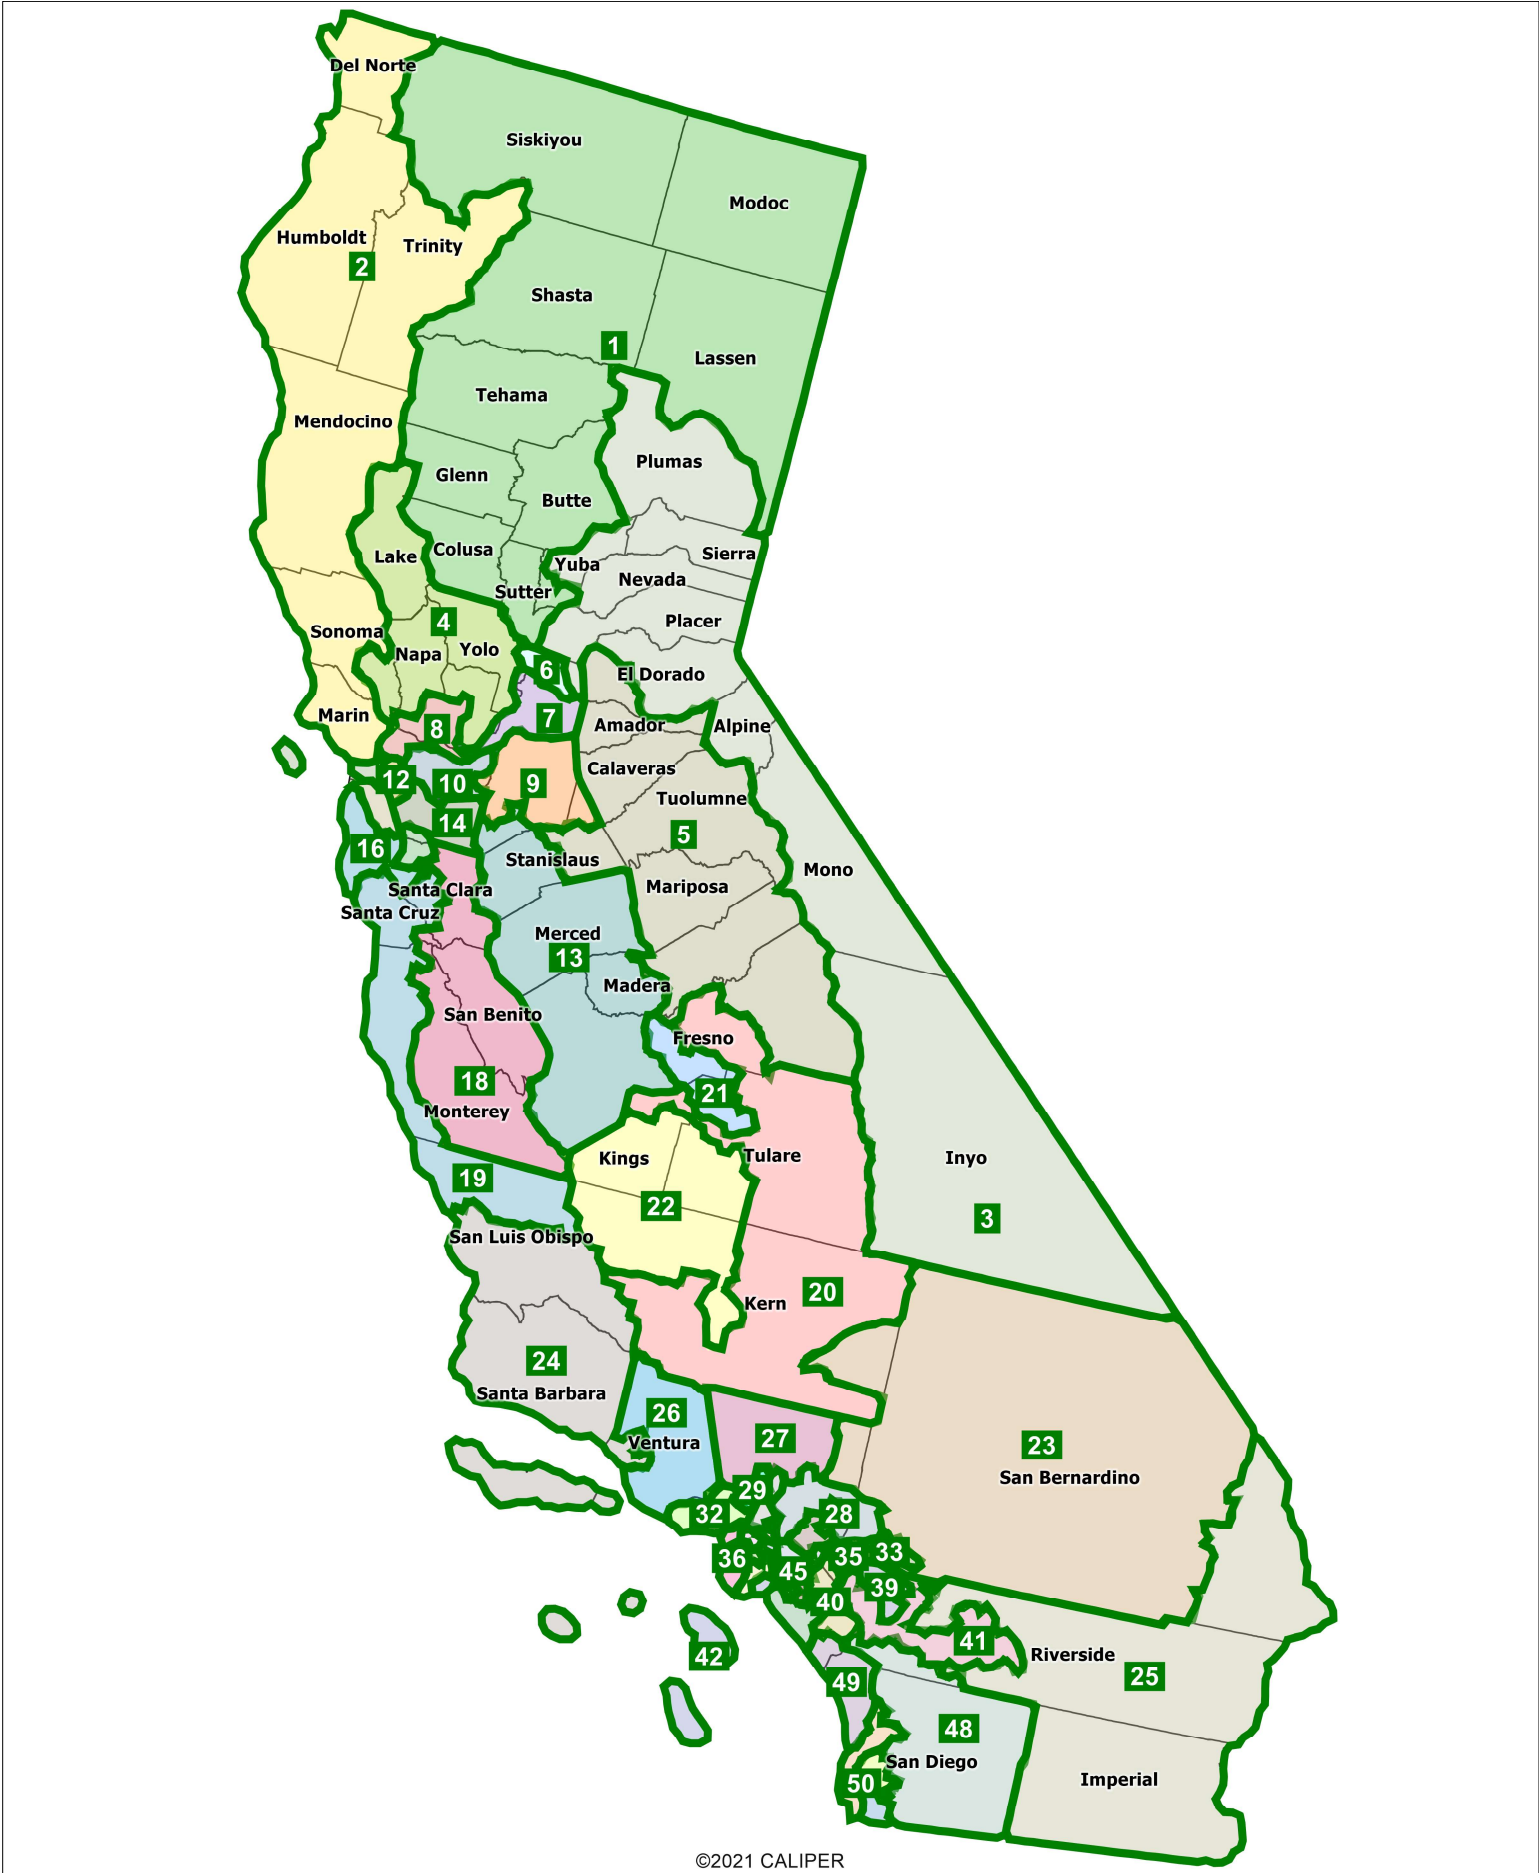 Del Norte
Siskiyou
Modoc
Humboldt
Trinity
2
Shasta
1
Lassen
Tehama
Mendocino
Plumas
Glenn
Butte
Colusa
Lake
Sierra
Yuba
Nevada
Sutter
4
Placer
Sonoma
Napa
Yolo
6
El Dorado
Marin
8
7
Amador
Alpine
12
10
9
Calaveras
Tuolumne
14
5
16
Stanislaus
Mono
Santa Clara
Mariposa
Santa Cruz
Merced
13
Madera
San Benito
Fresno
18
21
Monterey
Kings
Tulare
Inyo
19
22
3
San Luis Obispo
Kern
20
24
Santa Barbara
26
Ventura
27
23
San Bernardino
29
32
28
36
45
35
33
39
40
42
41
Riverside
25
49
48
San Diego
50
Imperial
©2021 CALIPER